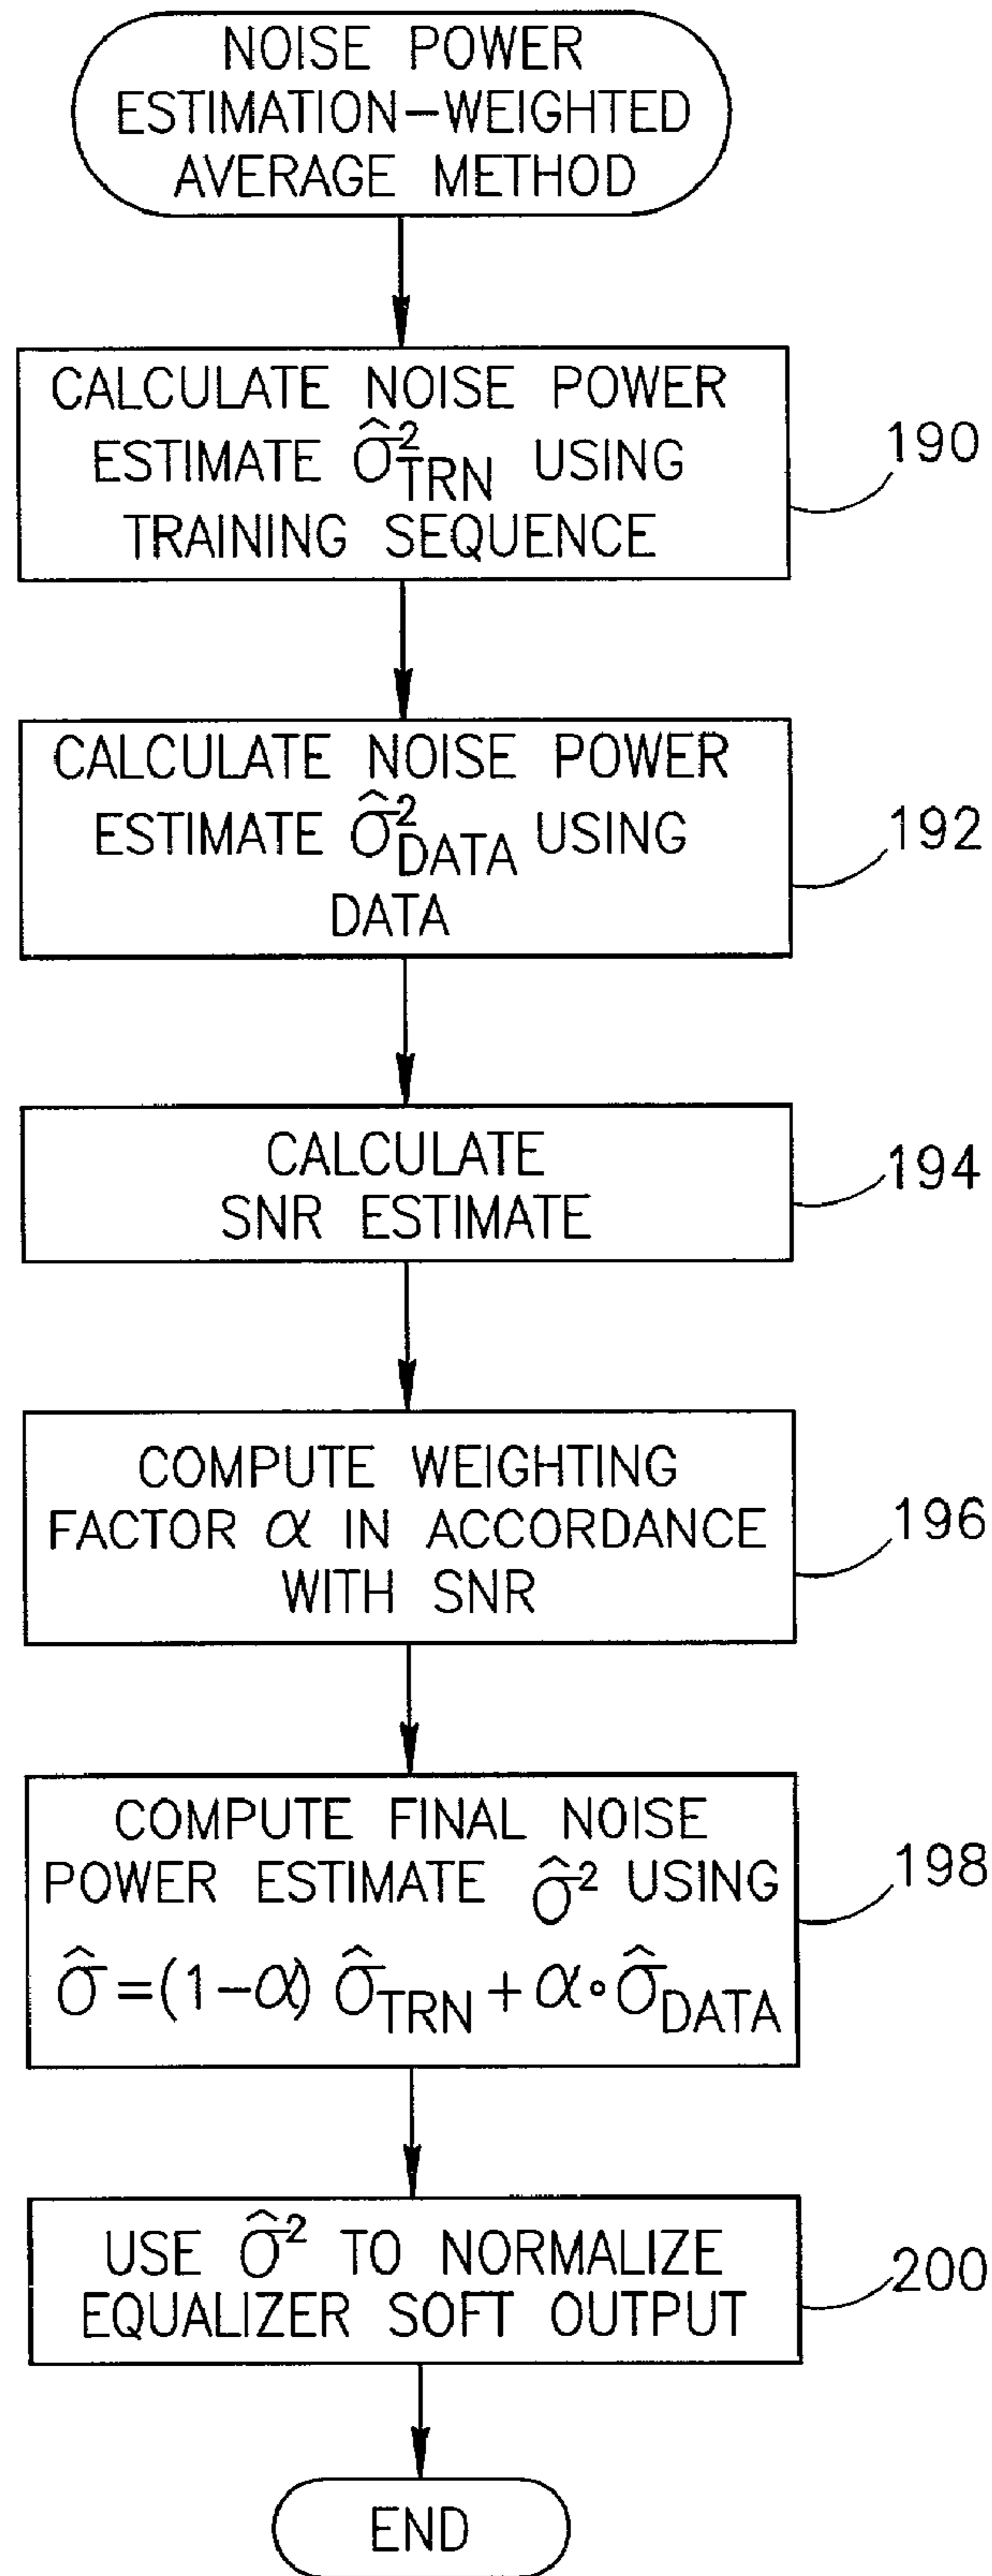 NOISE POWER
ESTIMATION-WEIGHTED
AVERAGE METHOD
CALCULATE NOISE POWER
ESTIMATE σ̂²TRN USING
TRAINING SEQUENCE
190
CALCULATE NOISE POWER
ESTIMATE σ̂²DATA USING
DATA
192
CALCULATE
SNR ESTIMATE
194
COMPUTE WEIGHTING
FACTOR α IN ACCORDANCE
WITH SNR
196
COMPUTE FINAL NOISE
POWER ESTIMATE σ̂² USING
σ̂=(1-α) σ̂TRN + α∘σ̂DATA
198
USE σ̂² TO NORMALIZE
EQUALIZER SOFT OUTPUT
200
END